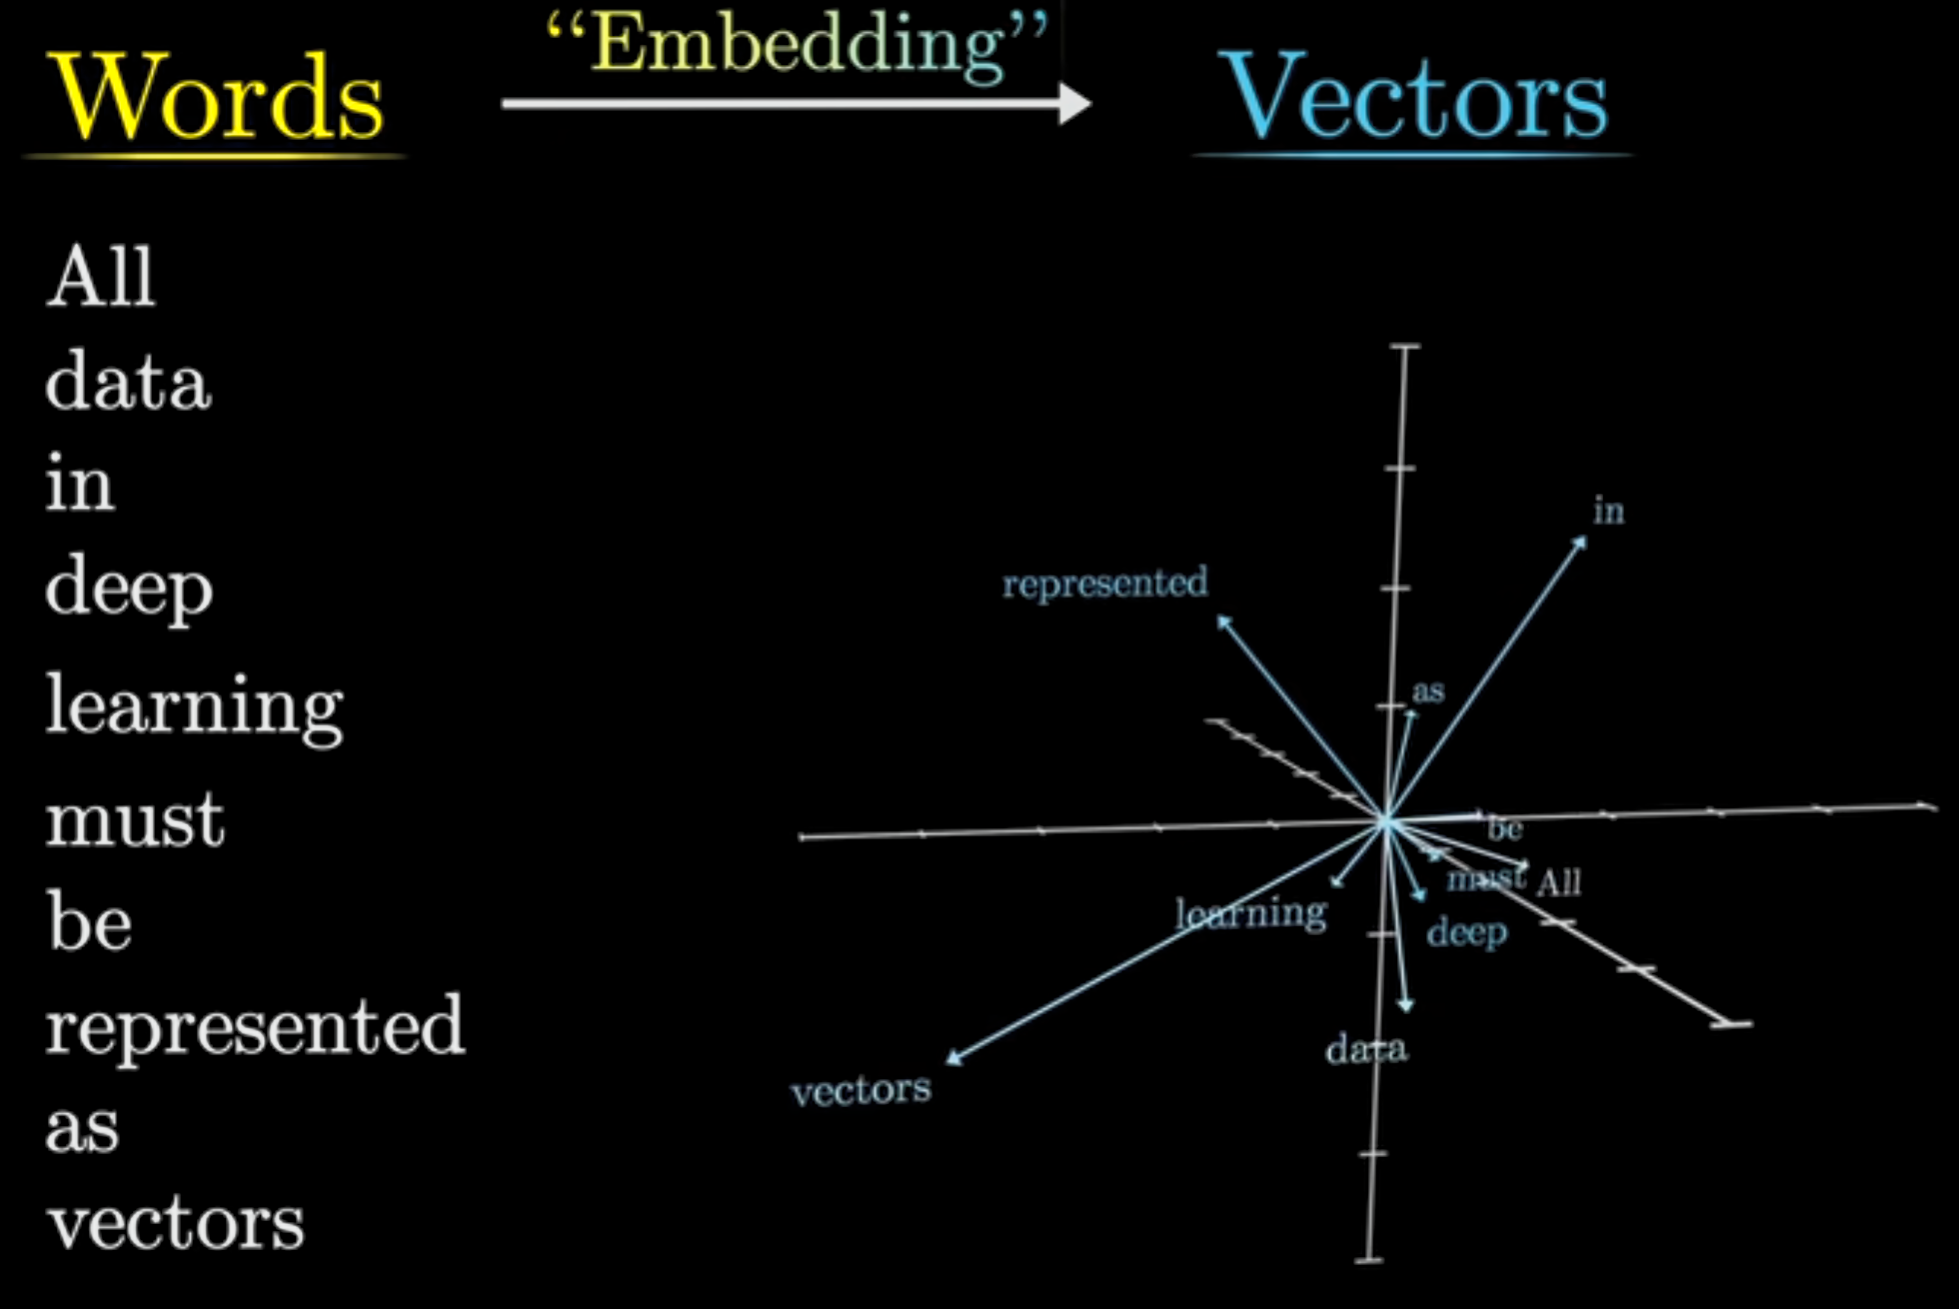 Words
“Embedding”
Vectors
All
data
in
deep
learning
must
be
represented
as
vectors
in
represented
as
be
must
All
learning
deep
data
vectors